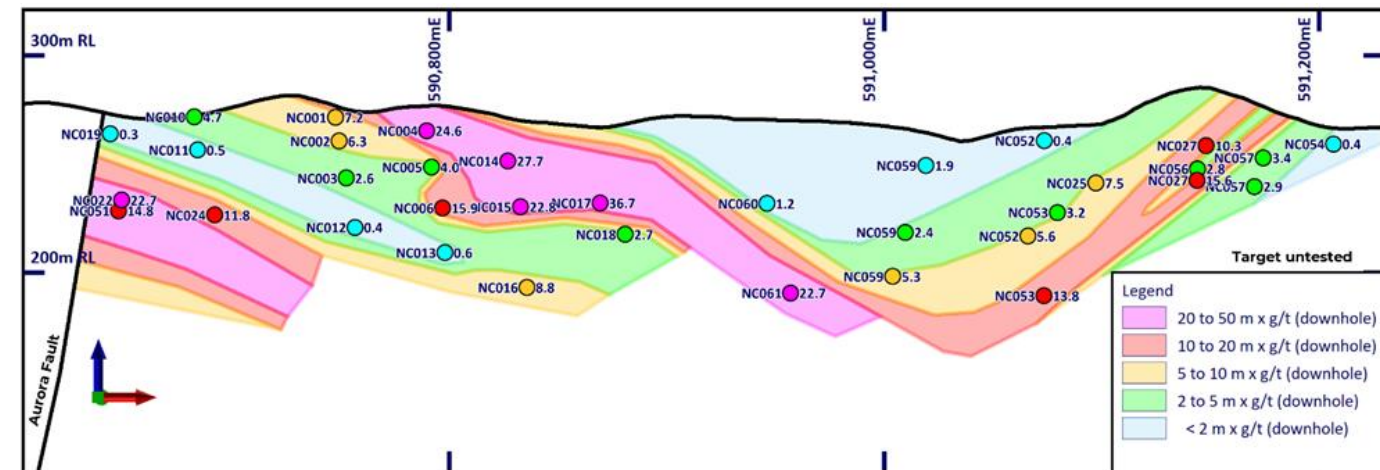 300m RL
590,800mE
591,000mE
591,200mE
NC010 4.7
NC019 0.3
NC011 0.5
NC001 7.2
NC002 6.3
NC003 2.6
NC004 24.6
NC005 4.0
NC014 27.7
NC006 15.9
NC015 22.8
NC017 36.7
NC022 22.7
NC051 14.8
NC024 11.8
NC012 0.4
NC013 0.6
NC018 2.7
NC016 8.8
NC060 1.2
NC059 1.9
NC052 0.4
NC059 2.4
NC025 7.5
NC053 3.2
NC052 5.6
NC059 5.3
NC061 22.7
NC053 13.8
NC027 10.3
NC056 2.8
NC027 15.6
NC057 3.4
NC057 2.9
NC054 0.4
200m RL
Aurora Fault
Target untested
Legend
20 to 50 m x g/t (downhole)
10 to 20 m x g/t (downhole)
5 to 10 m x g/t (downhole)
2 to 5 m x g/t (downhole)
< 2 m x g/t (downhole)